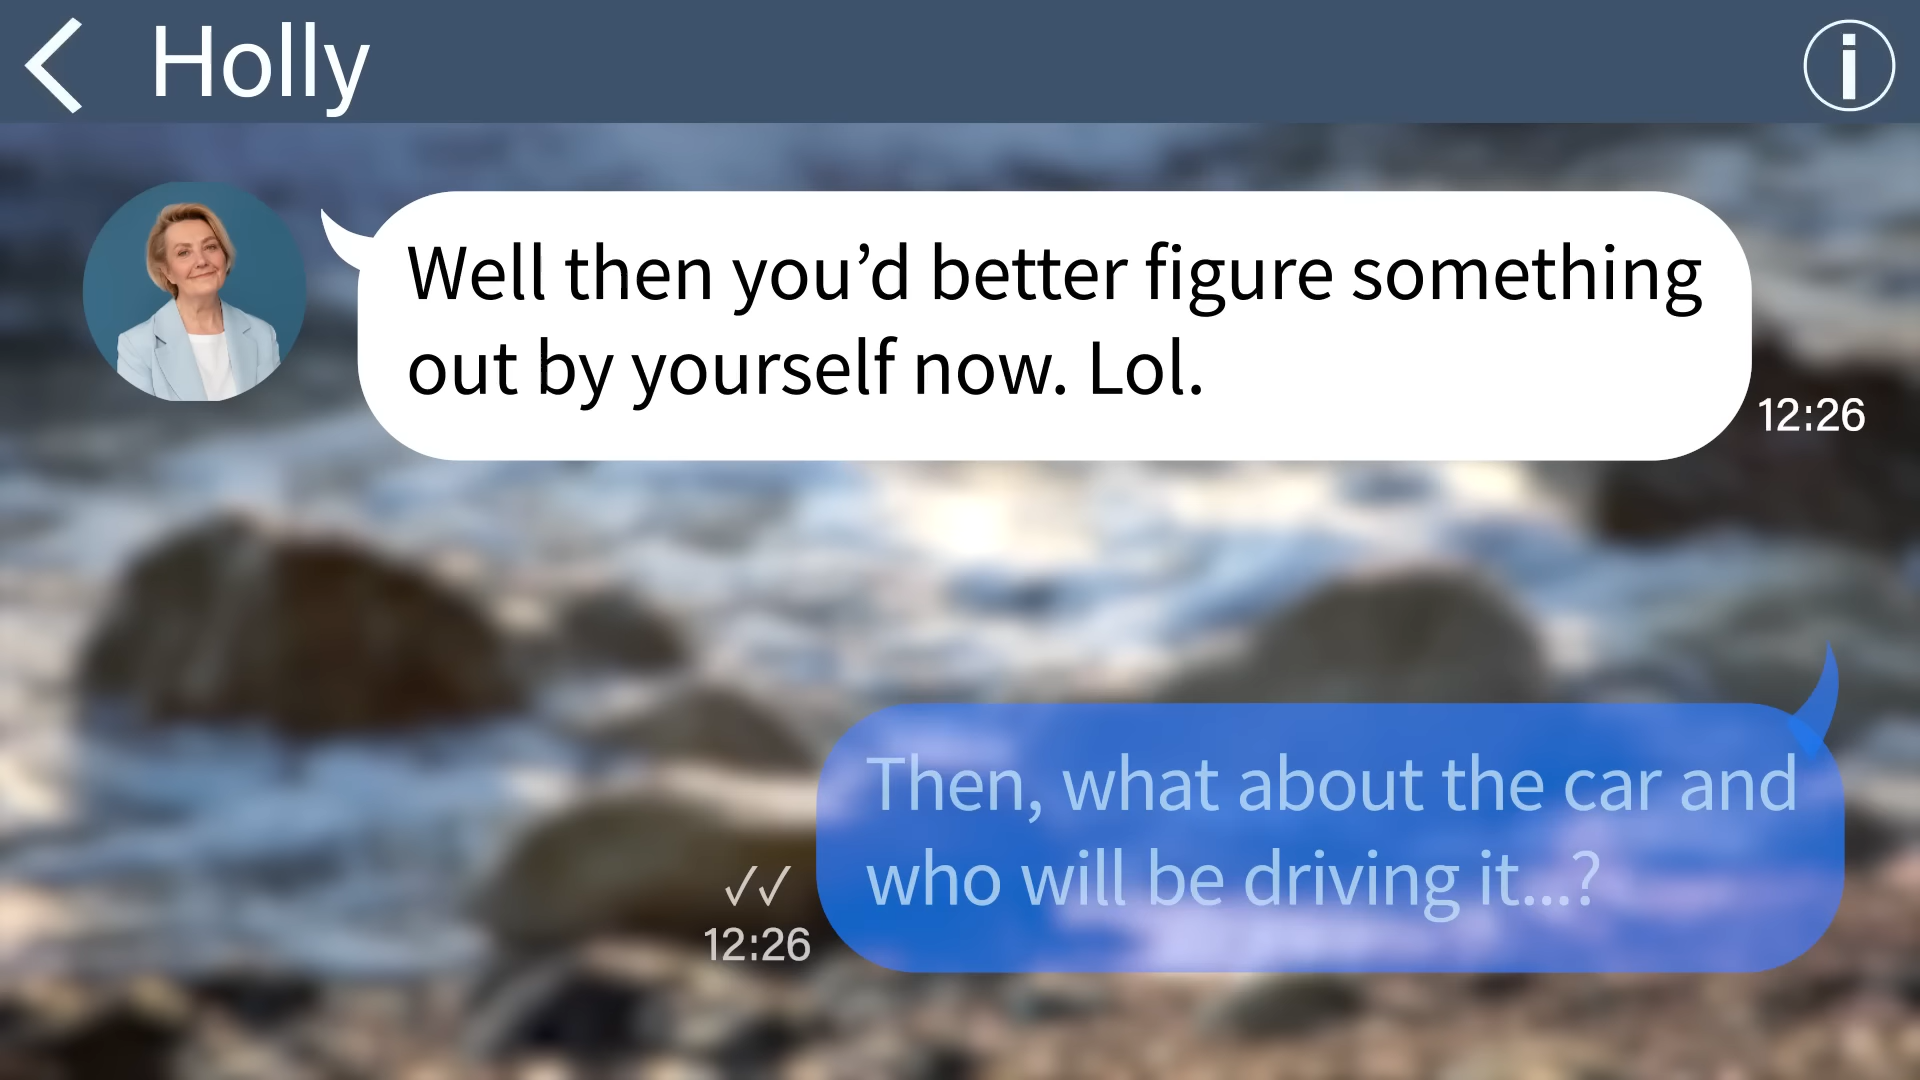 Holly
Well then you’d better figure something
out by yourself now. Lol.
12:26
Then, what about the car and
who will be driving it...?
✓✓
12:26